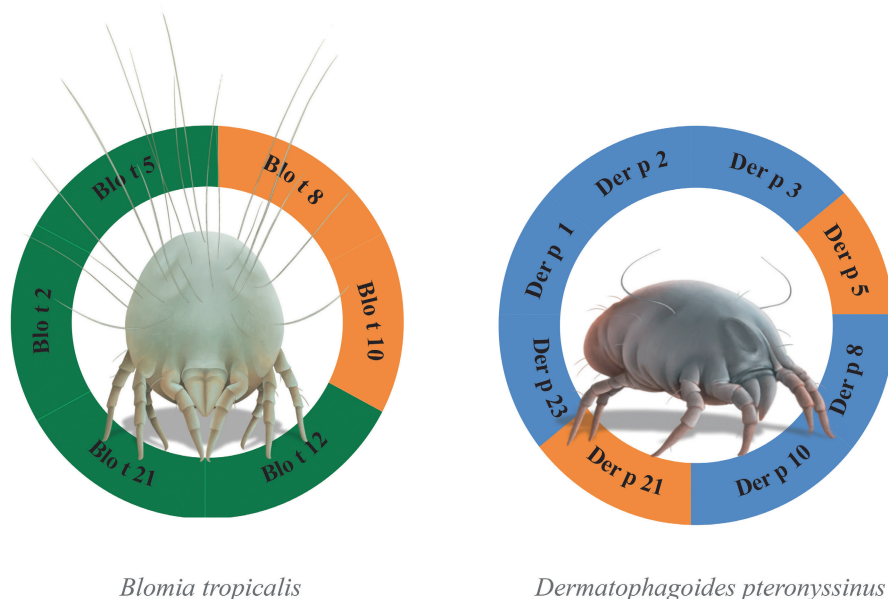 Blo t 5
Blo t 8
Blo t 2
Blo t 10
Blo t 21
Blo t 12
Blomia tropicalis
Der p 2
Der p 3
Der p 1
Der p 5
Der p 23
Der p 8
Der p 21
Der p 10
Dermatophagoides pteronyssinus